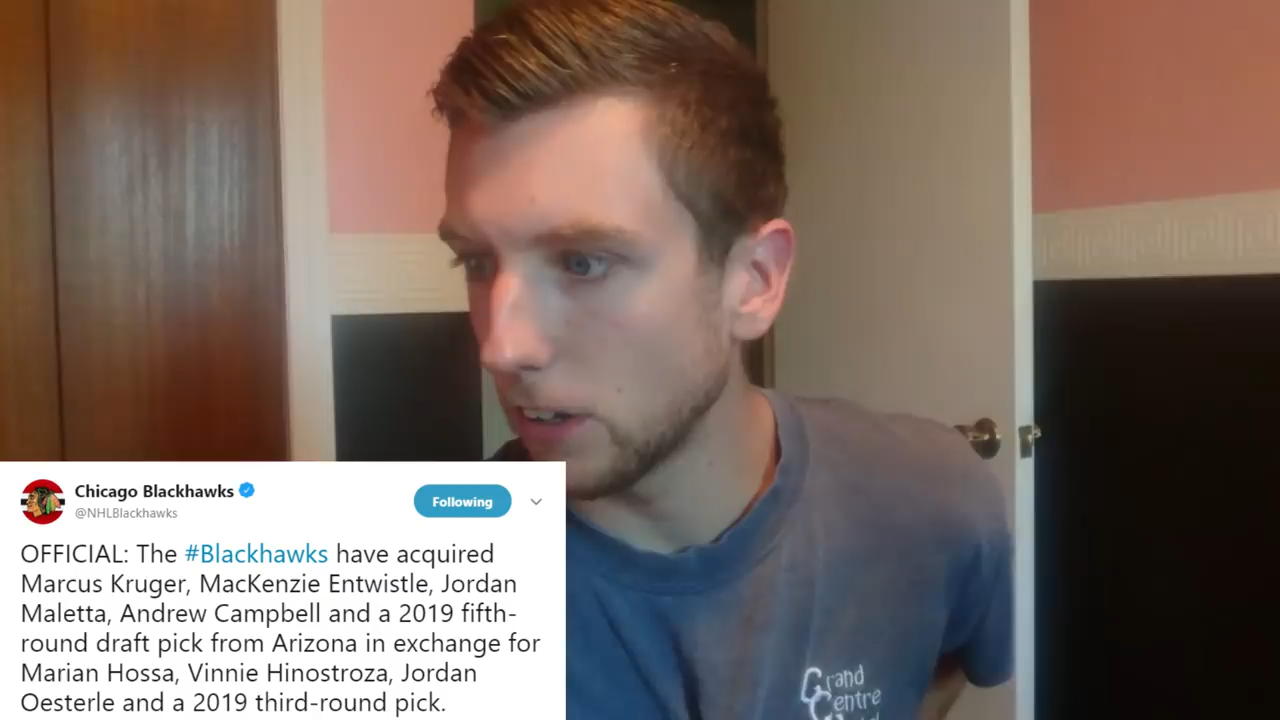 Chicago Blackhawks
Following
@NHLBlackhawks
OFFICIAL: The #Blackhawks have acquired
Marcus Kruger, MacKenzie Entwistle, Jordan
Maletta, Andrew Campbell and a 2019 fifth-
round draft pick from Arizona in exchange for
Marian Hossa, Vinnie Hinostroza, Jordan
Oesterle and a 2019 third-round pick.
Grand
Centre